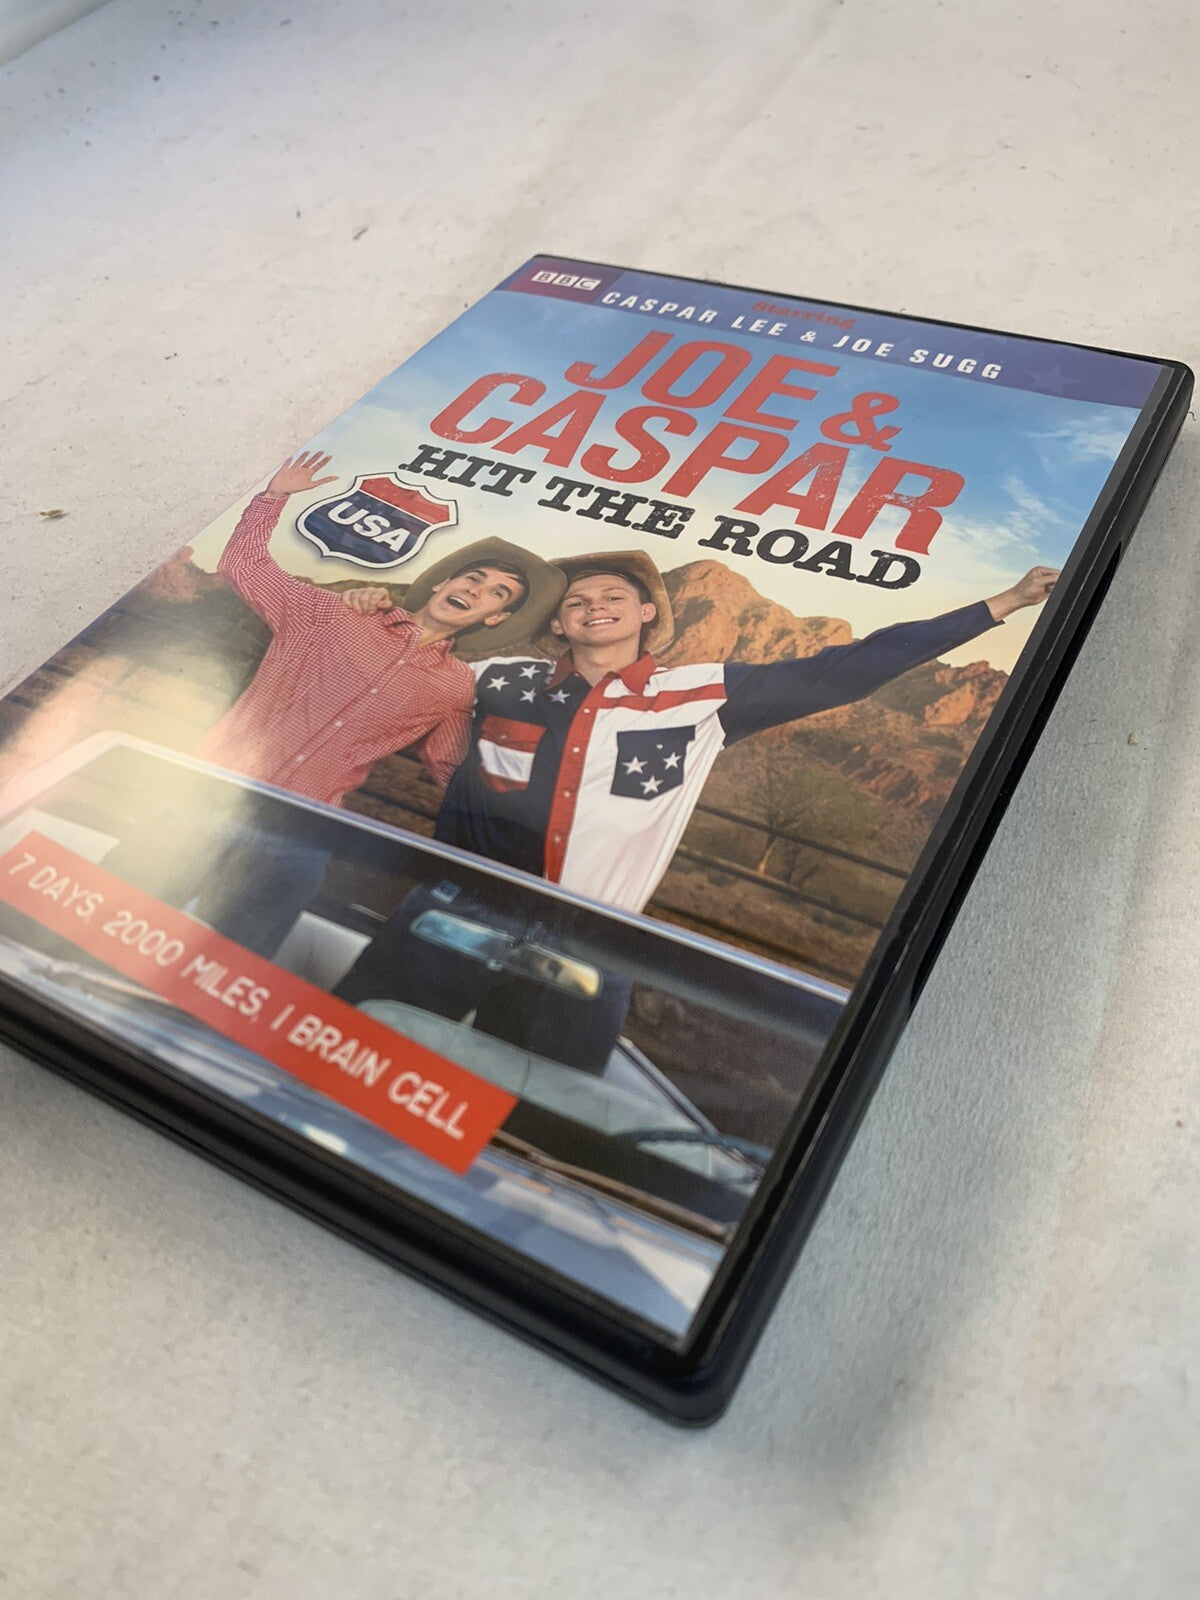 BBC
Starring
CASPAR LEE & JOE SUGG
JOE &
CASPAR
HIT THE ROAD
USA
7 DAYS, 2000 MILES, 1 BRAIN CELL